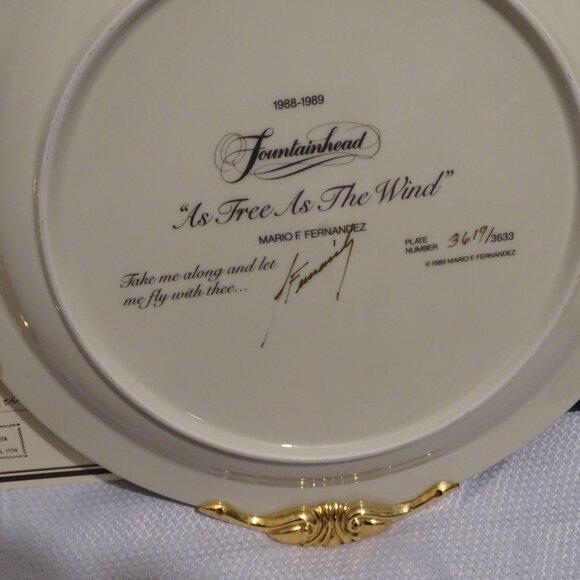 1988-1989
Fountainhead
"As Free As The Wind"
MARIO F. FERNANDEZ
Take me along and let
me fly with thee...
PLATE
NUMBER 3619/3633
© 1989 MARIO F. FERNANDEZ